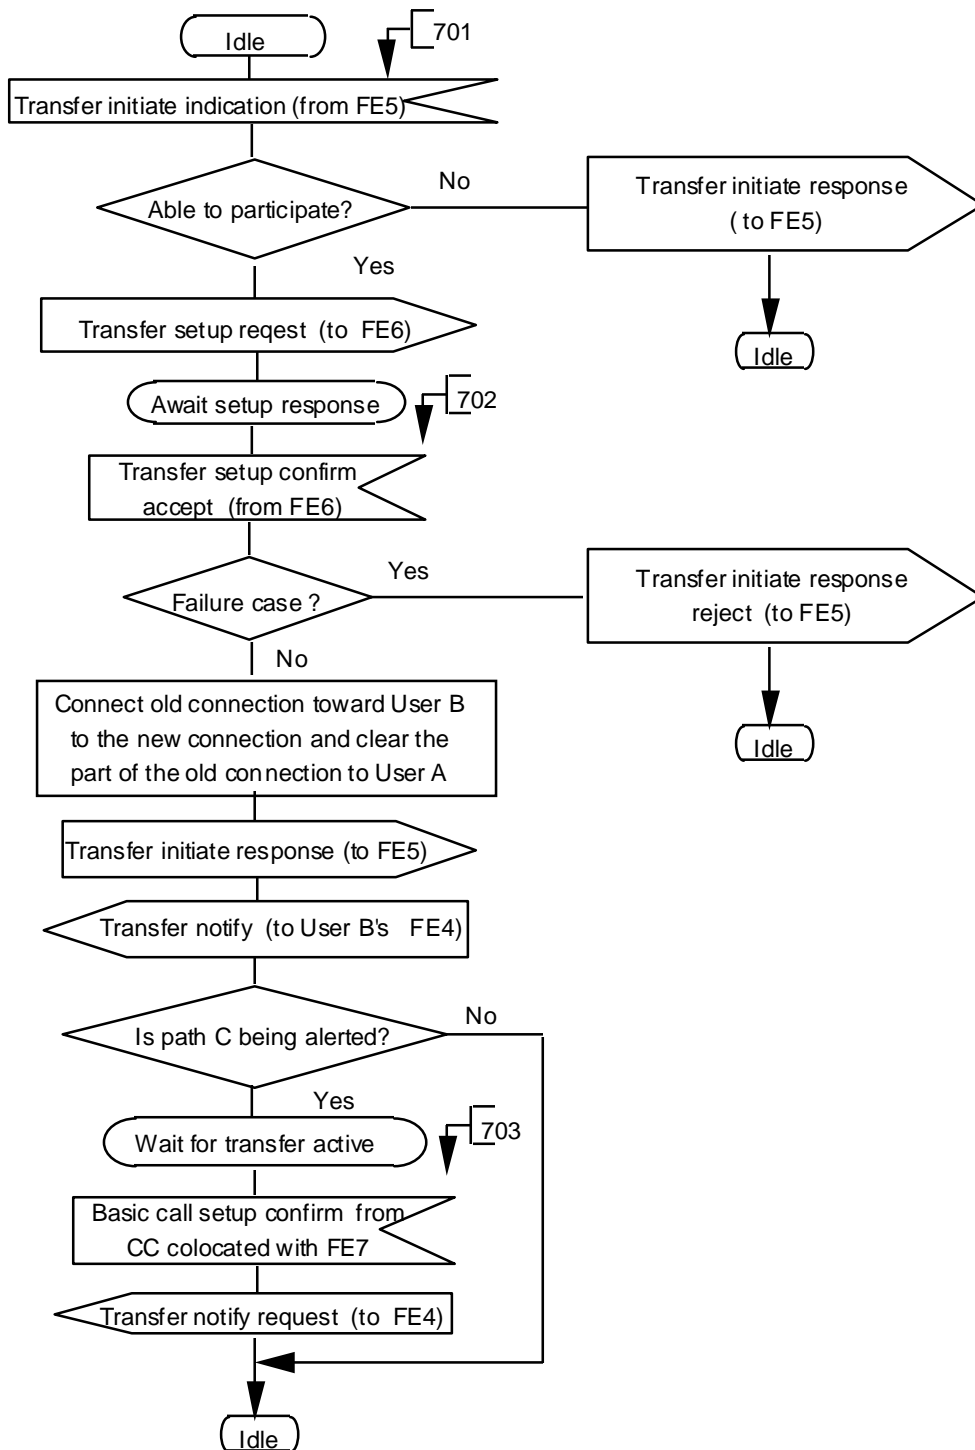 Idle
701
Transfer initiate indication (from FE5)
Able to participate?
No
Transfer initiate response
( to FE5)
Idle
Yes
Transfer setup reqest (to FE6)
Await setup response
702
Transfer setup confirm
accept (from FE6)
Failure case ?
Yes
Transfer initiate response
reject (to FE5)
Idle
No
Connect old connection toward User B
to the new connection and clear the
part of the old connection to User A
Transfer initiate response (to FE5)
Transfer notify (to User B's FE4)
Is path C being alerted?
No
Yes
Wait for transfer active
703
Basic call setup confirm from
CC colocated with FE7
Transfer notify request (to FE4)
Idle